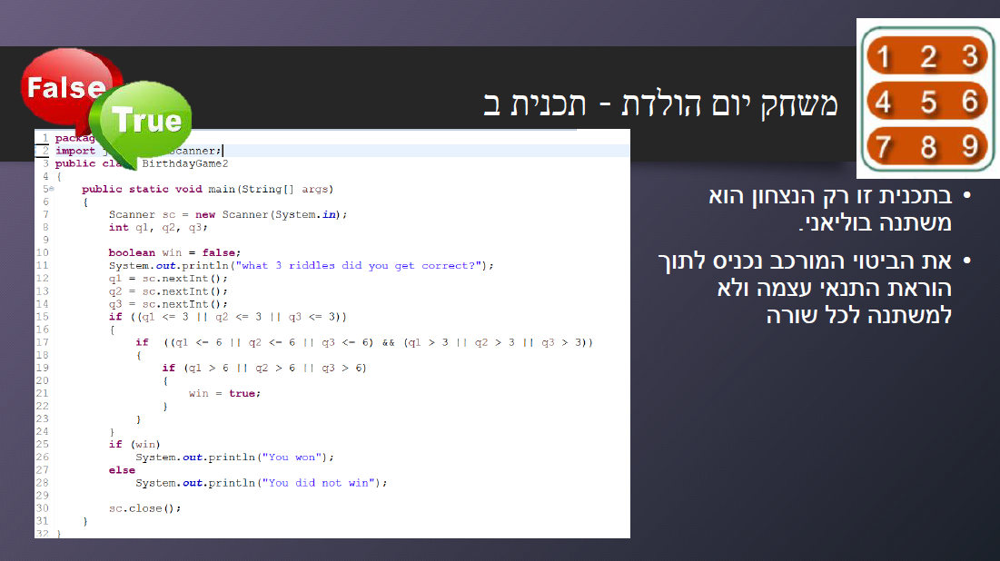 False
True
משחק יום הולדת - תכנית ב
1 2 3
4 5 6
7 8 9
בתכנית זו רק הנצחון הוא
משתנה בוליאני.
את הביטוי המורכב נכניס לתוך
הוראת התנאי עצמה ולא
למשתנה לכל שורה
1
2 import
3 public BirthdayGame2
4 {
5 public static void main(String[] args)
6 {
7 Scanner sc = new Scanner(System.in);
8 int q1, q2, q3;
9
10 boolean win = false;
11 System.out.println("what 3 riddles did you get correct?");
12 q1 = sc.nextInt();
13 q2 = sc.nextInt();
14 q3 = sc.nextInt();
15 if ((q1 <= 3 || q2 <= 3 || q3 <= 3))
16 {
17 if ((q1 <= 6 || q2 <= 6 || q3 <= 6) && (q1 > 3 || q2 > 3 || q3 > 3))
18 {
19 if (q1 > 6 || q2 > 6 || q3 > 6)
20 {
21 win = true;
22 }
23 }
24 }
25 if (win)
26 System.out.println("You won");
27 else
28 System.out.println("You did not win");
29
30 sc.close();
31 }
32 }